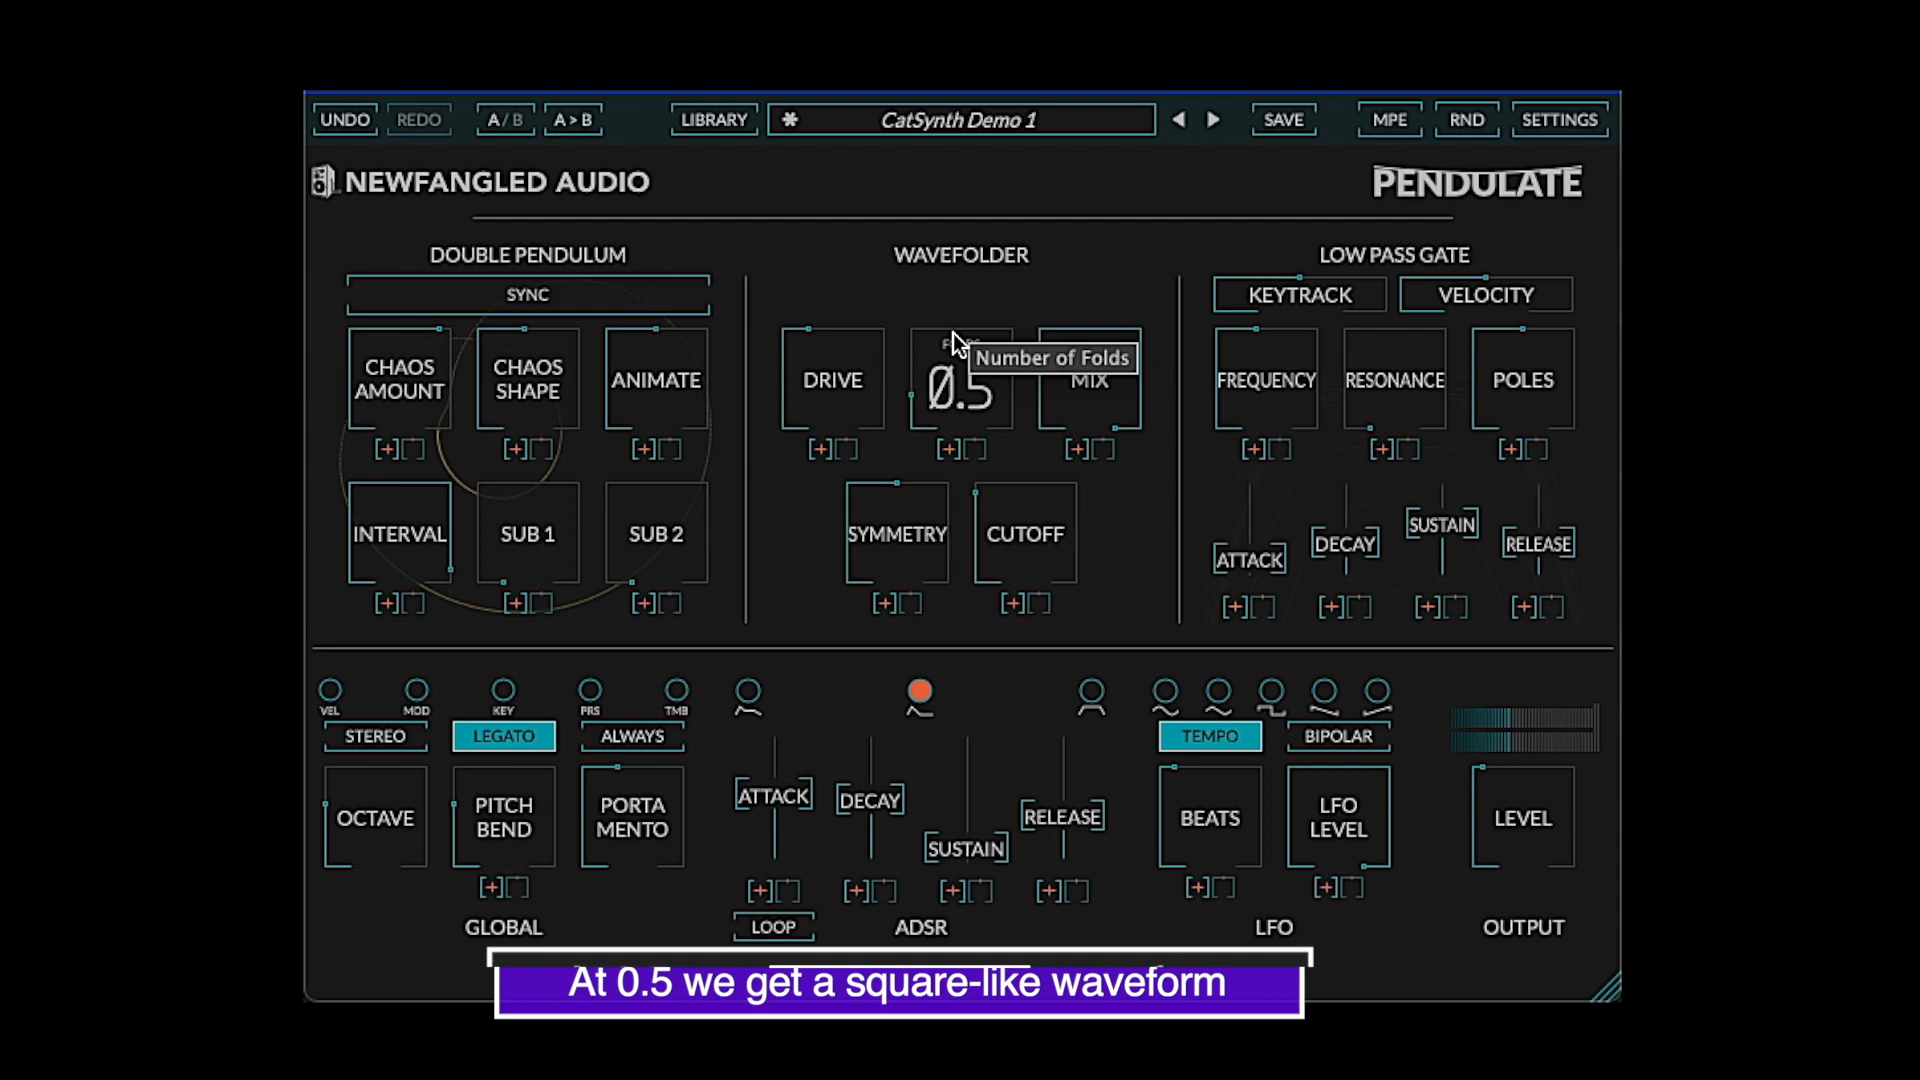 UNDO REDO A / B A > B LIBRARY * CatSynth Demo 1 SAVE MPE RND SETTINGS
NEWFANGLED AUDIO PENDULATE
DOUBLE PENDULUM
SYNC
CHAOS AMOUNT
CHAOS SHAPE
ANIMATE
INTERVAL
SUB 1
SUB 2
WAVEFOLDER
DRIVE
0.5
Number of Folds
MIX
SYMMETRY
CUTOFF
LOW PASS GATE
KEYTRACK VELOCITY
FREQUENCY
RESONANCE
POLES
ATTACK
DECAY
SUSTAIN
RELEASE
VEL MOD KEY PRS TMB
STEREO LEGATO ALWAYS
OCTAVE
PITCH BEND
PORTA MENTO
GLOBAL
ATTACK
DECAY
SUSTAIN
RELEASE
LOOP
ADSR
TEMPO BIPOLAR
BEATS
LFO LEVEL
LFO
LEVEL
OUTPUT
At 0.5 we get a square-like waveform